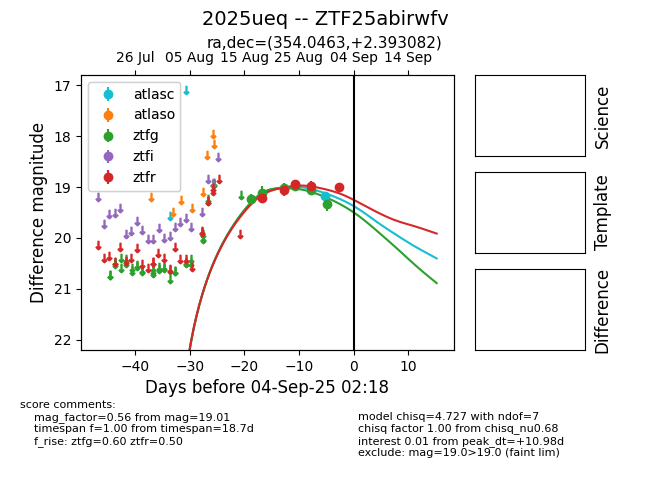 2025ueq -- ZTF25abirwfv
ra,dec=(354.0463,+2.393082)
26 Jul 05 Aug 15 Aug 25 Aug 04 Sep 14 Sep
17
18
19
20
21
22
Difference magnitude
atlasc
atlaso
ztfg
ztfi
ztfr
−40 −30 −20 −10 0 10
Days before 04-Sep-25 02:18
Science
Template
Difference
score comments:
mag_factor=0.56 from mag=19.01
timespan f=1.00 from timespan=18.7d
f_rise: ztfg=0.60 ztfr=0.50
model chisq=4.727 with ndof=7
chisq factor 1.00 from chisq_nu0.68
interest 0.01 from peak_dt=+10.98d
exclude: mag=19.0>19.0 (faint lim)